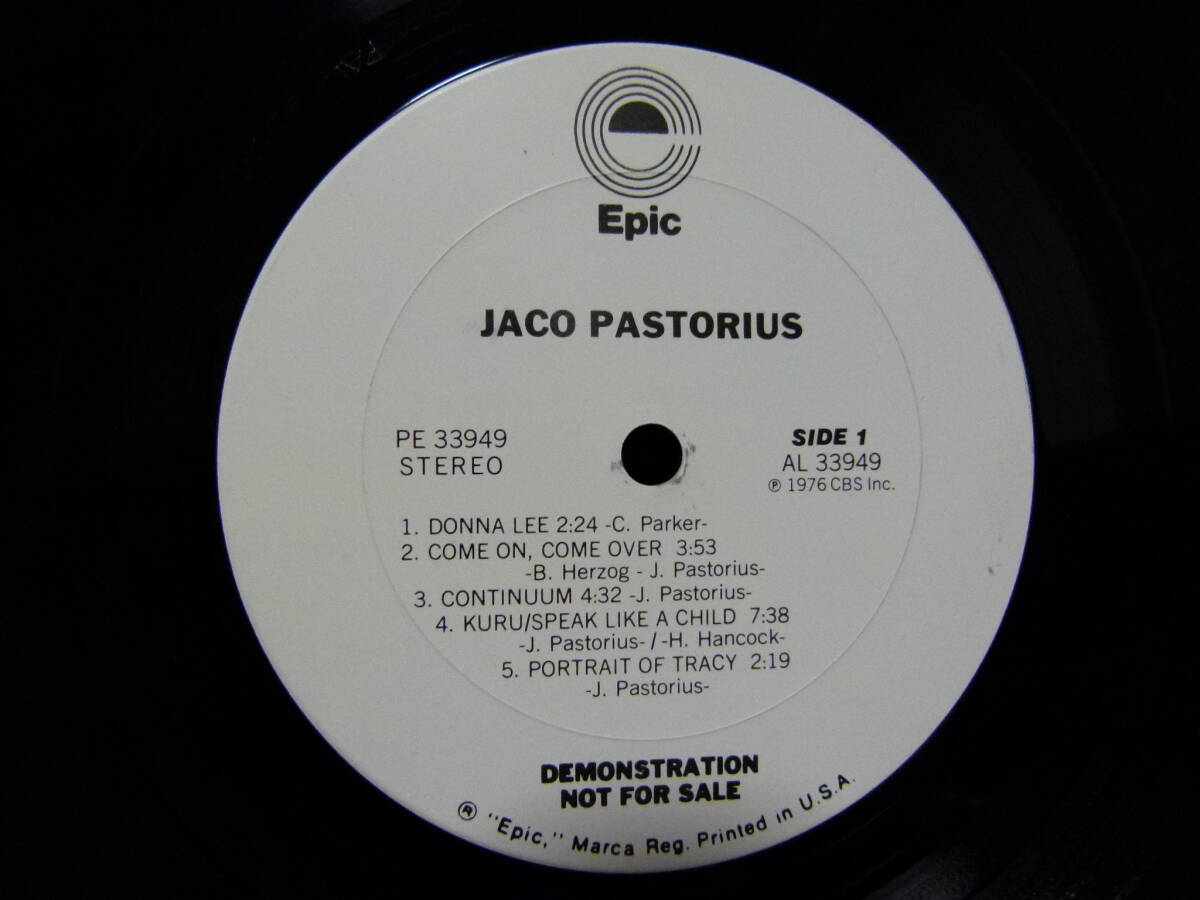 Epic
JACO PASTORIUS
PE 33949
STEREO
SIDE 1
AL 33949
℗ 1976 CBS Inc.
1. DONNA LEE 2:24 -C. Parker-
2. COME ON, COME OVER 3:53
-B. Herzog - J. Pastorius-
3. CONTINUUM 4:32 -J. Pastorius-
4. KURU/SPEAK LIKE A CHILD 7:38
-J. Pastorius- / -H. Hancock-
5. PORTRAIT OF TRACY 2:19
-J. Pastorius-
DEMONSTRATION
NOT FOR SALE
® "Epic," Marca Reg. Printed in U.S.A.